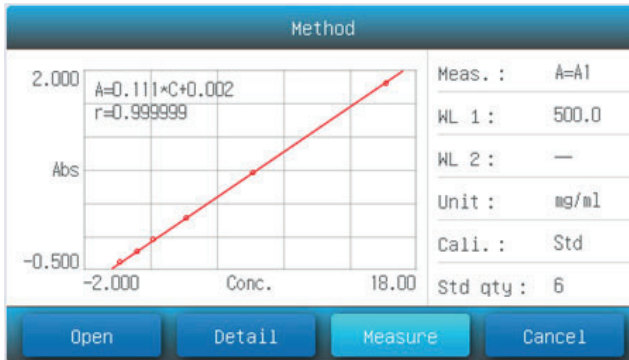 Method
2.000
A=0.111*C+0.002
r=0.999999
Abs
-0.500
-2.000 Conc. 18.00
Meas.: A=A1
WL 1: 500.0
WL 2: —
Unit: mg/ml
Cali.: Std
Std qty: 6
Open Detail Measure Cancel